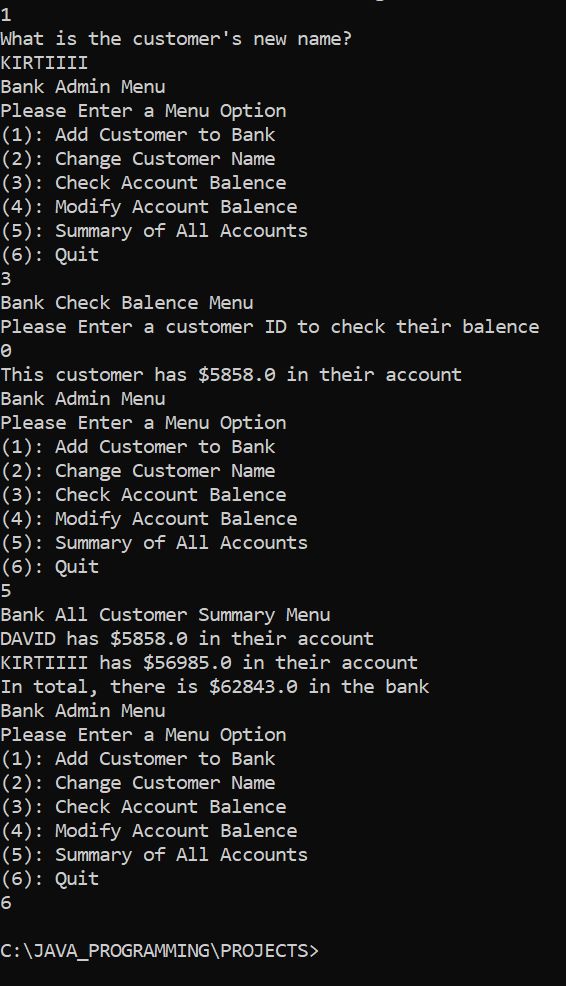 1
What is the customer's new name?
KIRTIIII
Bank Admin Menu
Please Enter a Menu Option
(1): Add Customer to Bank
(2): Change Customer Name
(3): Check Account Balence
(4): Modify Account Balence
(5): Summary of All Accounts
(6): Quit
3
Bank Check Balence Menu
Please Enter a customer ID to check their balence
0
This customer has $5858.0 in their account
Bank Admin Menu
Please Enter a Menu Option
(1): Add Customer to Bank
(2): Change Customer Name
(3): Check Account Balence
(4): Modify Account Balence
(5): Summary of All Accounts
(6): Quit
5
Bank All Customer Summary Menu
DAVID has $5858.0 in their account
KIRTIIII has $56985.0 in their account
In total, there is $62843.0 in the bank
Bank Admin Menu
Please Enter a Menu Option
(1): Add Customer to Bank
(2): Change Customer Name
(3): Check Account Balence
(4): Modify Account Balence
(5): Summary of All Accounts
(6): Quit
6
C:\JAVA_PROGRAMMING\PROJECTS>